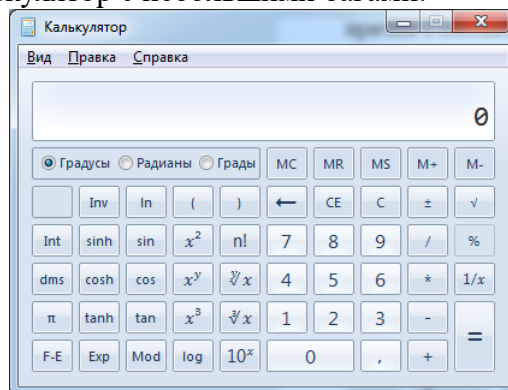 Калькулятор
Вид Правка Справка
0
Градусы Радианы Грады MC MR MS M+ M-
Inv ln ( ) ← CE C ± √
Int sinh sin x² n! 7 8 9 / %
dms cosh cos xʸ ʸ√x 4 5 6 * 1/x
π tanh tan x³ ³√x 1 2 3 - =
F-E Exp Mod log 10ˣ 0 , +